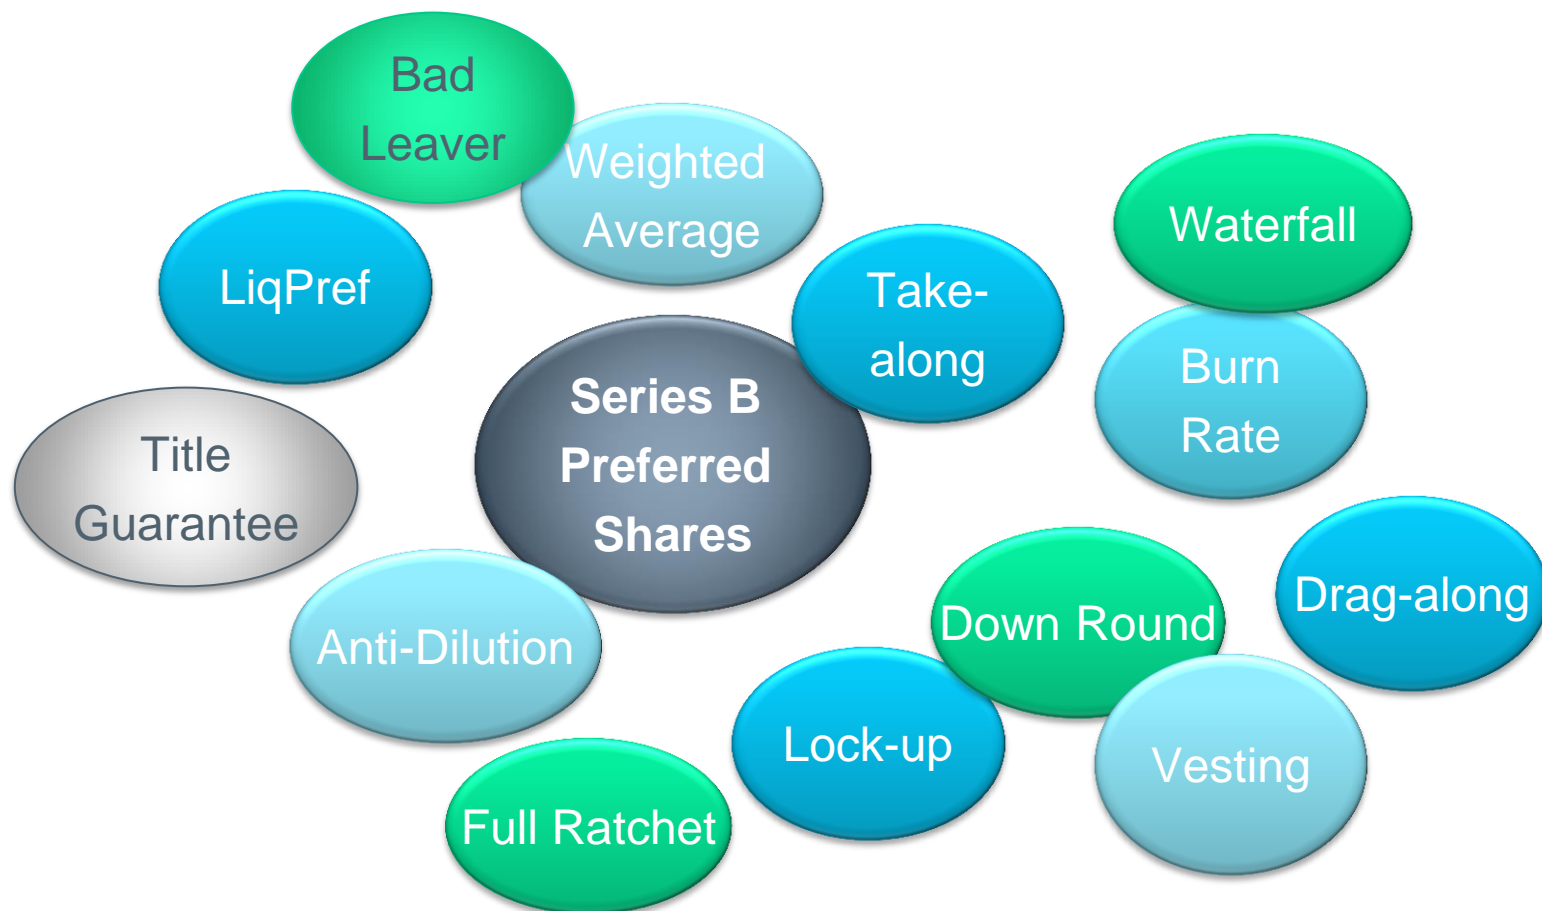 Bad
Leaver
Weighted
Average
Waterfall
LiqPref
Take-
along
Burn
Rate
Series B
Preferred
Shares
Title
Guarantee
Drag-along
Down Round
Anti-Dilution
Lock-up
Vesting
Full Ratchet